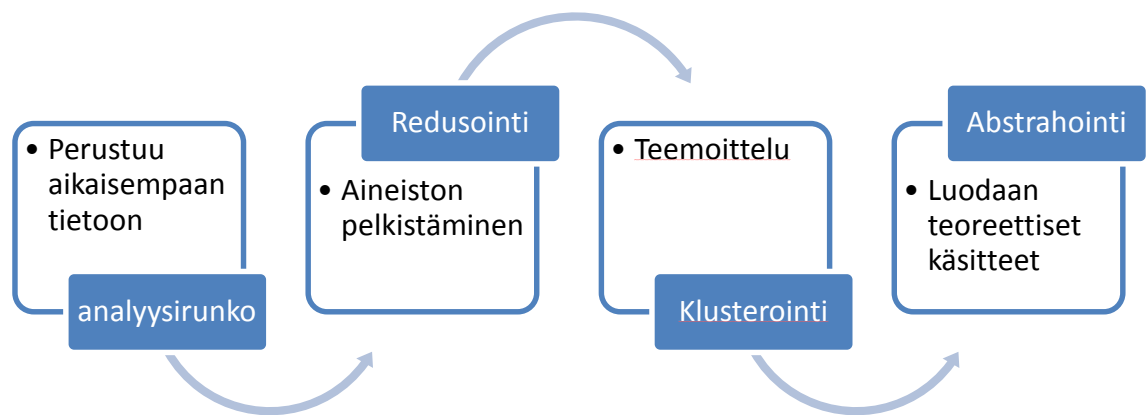 • Perustuu
aikaisempaan
tietoon
analyysirunko
Redusointi
• Aineiston
pelkistäminen
• Teemoittelu
Klusterointi
Abstrahointi
• Luodaan
teoreettiset
käsitteet